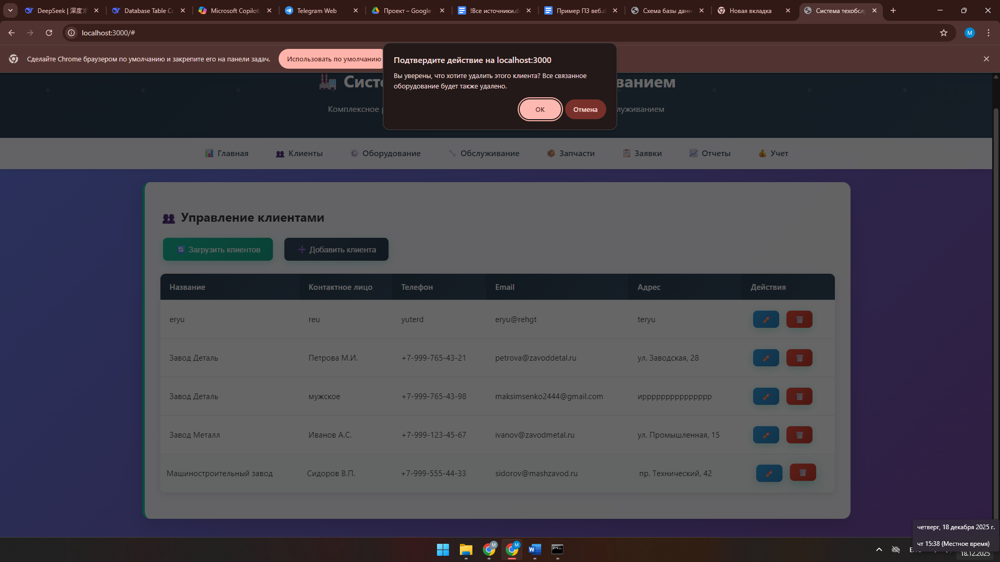 DeepSeek | 深度求
Database Table Co
Microsoft Copilot
Telegram Web
Проект – Google
!Все источники.d
Пример ПЗ веб.d
Схема базы данн
Новая вкладка
Система техобслу
localhost:3000/#
Сделайте Chrome браузером по умолчанию и закрепите его на панели задач.
Использовать по умолчанию
Подтвердите действие на localhost:3000
Вы уверены, что хотите удалить этого клиента? Все связанное
оборудование будет также удалено.
ОК
Отмена
Сист
ванием
Комплексное
луживанием
Главная
Клиенты
Оборудование
Обслуживание
Запчасти
Заявки
Отчеты
Учет
Управление клиентами
Загрузить клиентов
Добавить клиента
Название Контактное лицо Телефон Email Адрес Действия
eryu reu yuterd eryu@rehgt teryu
Завод Деталь Петрова М.И. +7-999-765-43-21 petrova@zavoddetal.ru ул. Заводская, 28
Завод Деталь мужское +7-999-765-43-98 maksimsenko2444@gmail.com ирррррррррррррр
Завод Металл Иванов А.С. +7-999-123-45-67 ivanov@zavodmetal.ru ул. Промышленная, 15
Машиностроительный завод Сидоров В.П. +7-999-555-44-33 sidorov@mashzavod.ru пр. Технический, 42
четверг, 18 декабря 2025 г.
чт 15:38 (Местное время)
18.12.2025